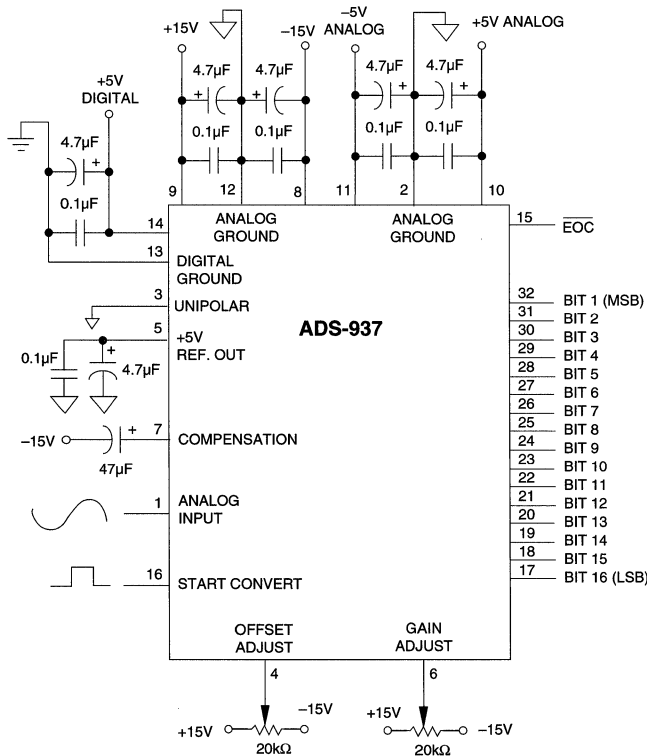 +15V
-15V
-5V
ANALOG
+5V ANALOG
4.7µF
4.7µF
4.7µF
4.7µF
+
+
+
+
+5V
DIGITAL
0.1µF
0.1µF
0.1µF
0.1µF
4.7µF
+
0.1µF
9
12
8
11
2
10
14
ANALOG
GROUND
ANALOG
GROUND
15
EOC
13
DIGITAL
GROUND
3
UNIPOLAR
5
+5V
REF. OUT
0.1µF
+
4.7µF
-15V
+
47µF
7
COMPENSATION
1
ANALOG
INPUT
16
START CONVERT
ADS-937
32 BIT 1 (MSB)
31 BIT 2
30 BIT 3
29 BIT 4
28 BIT 5
27 BIT 6
26 BIT 7
25 BIT 8
24 BIT 9
23 BIT 10
22 BIT 11
21 BIT 12
20 BIT 13
19 BIT 14
18 BIT 15
17 BIT 16 (LSB)
OFFSET
ADJUST
GAIN
ADJUST
4
6
+15V
-15V
20kΩ
+15V
-15V
20kΩ